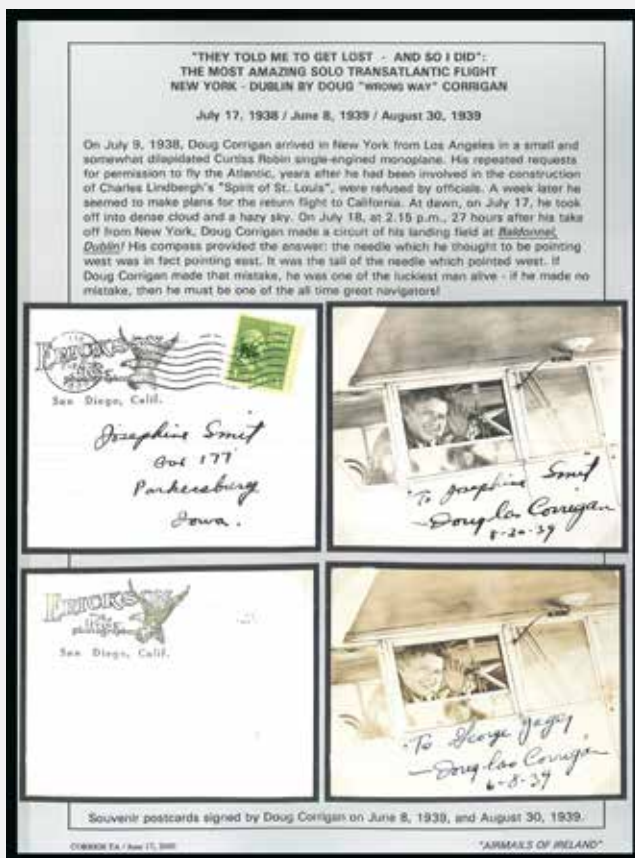 "THEY TOLD ME TO GET LOST - AND SO I DID":
THE MOST AMAZING SOLO TRANSATLANTIC FLIGHT
NEW YORK - DUBLIN BY DOUG "WRONG WAY" CORRIGAN
July 17, 1938 / June 8, 1939 / August 30, 1939
On July 9, 1938, Doug Corrigan arrived in New York from Los Angeles in a small and
somewhat dilapidated Curtiss Robin single-engined monoplane. His repeated requests
for permission to fly the Atlantic, years after he had been involved in the construction
of Charles Lindbergh's "Spirit of St. Louis", were refused by officials. A week later he
seemed to make plans for the return flight to California. At dawn, on July 17, he took
off into dense cloud and a hazy sky. On July 18, at 2.15 p.m., 27 hours after his take
off from New York, Doug Corrigan made a circuit of his landing field at Baldonnel,
Dublin! His compass provided the answer: the needle which he thought to be pointing
west was in fact pointing east. It was the tail of the needle which pointed west. If
Doug Corrigan made that mistake, he was one of the luckiest man alive - if he made no
mistake, then he must be one of the all time great navigators!
ERICKSON
San Diego, Calif.
Josephine Smit
Box 177
Parkersburg
Iowa.
"To Josephine Smit
Douglas Corrigan
8-30-39
ERICKSON
The
living
photographs
San Diego, Calif.
"To George
Douglas Corrigan
6-8-39
Souvenir postcards signed by Doug Corrigan on June 8, 1939, and August 30, 1939.
"AIRMAILS OF IRELAND"